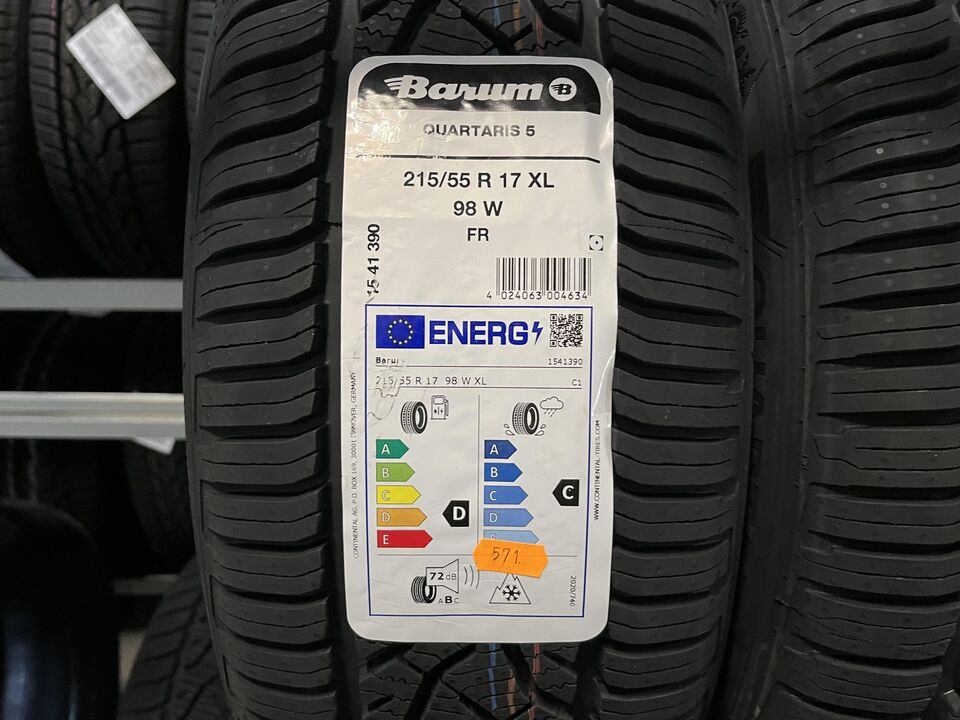 Barum B
QUARTARIS 5
215/55 R 17 XL
98 W
FR
15 41 390
4 024063 004634
ENERG
Barum
1541390
215/55 R 17 98 W XL
C1
A
B
C
D
E
D
A
B
C
D
E
C
571.
72 dB
ABC
2020/740
CONTINENTAL AG, P.O. BOX 169, 30001 HANOVER, GERMANY
WWW.CONTINENTAL-TIRES.COM